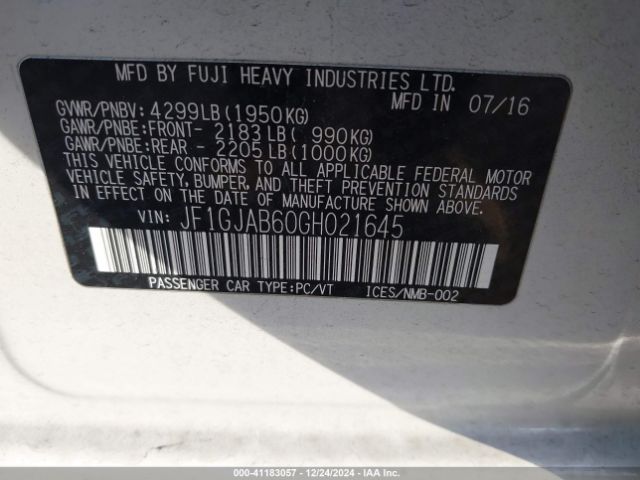 MFD BY FUJI HEAVY INDUSTRIES LTD.
MFD IN 07/16
GVWR/PNBV: 4299LB(1950KG)
GAWR/PNBE:FRONT- 2183LB( 990KG)
GAWR/PNBE:REAR - 2205LB(1000KG)
THIS VEHICLE CONFORMS TO ALL APPLICABLE FEDERAL MOTOR
VEHICLE SAFETY, BUMPER, AND THEFT PREVENTION STANDARDS
IN EFFECT ON THE DATE OF MANUFACTURE SHOWN ABOVE.
VIN: JF1GJAB60GH021645
PASSENGER CAR TYPE:PC/VT ICES/NMB-002
000-41183057 - 12/24/2024 - IAA Inc.